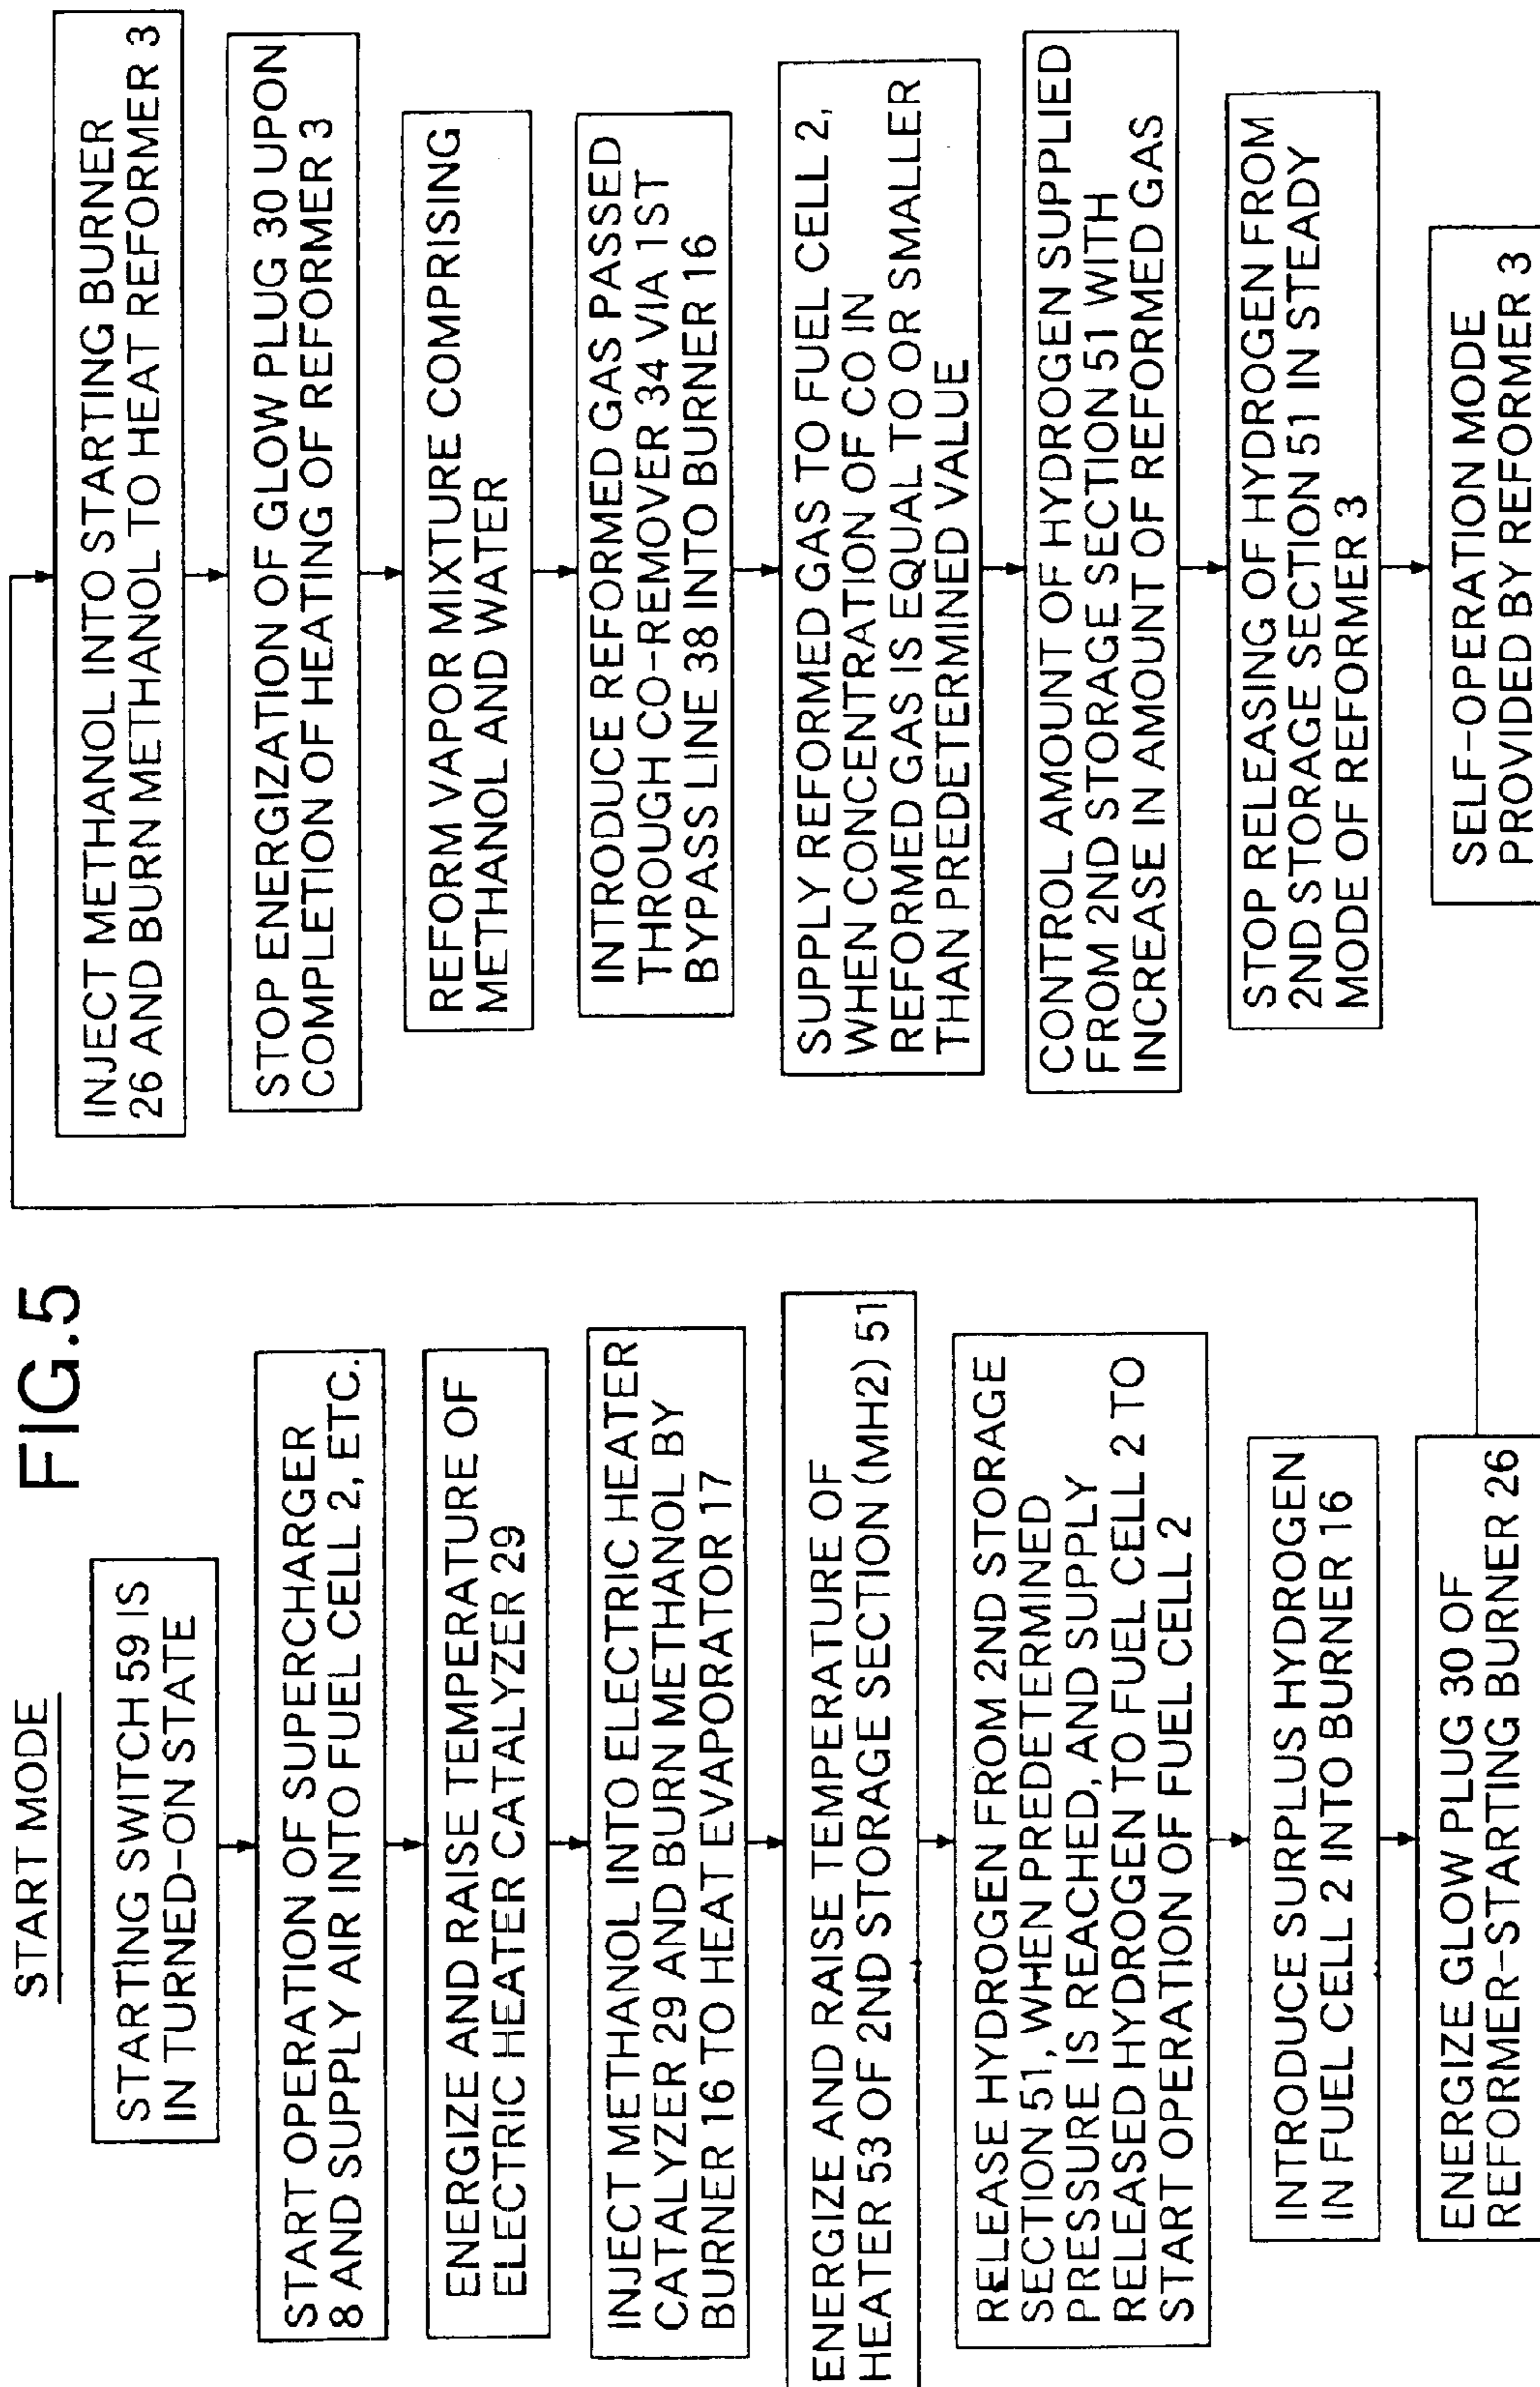 FIG.5
START MODE
STARTING SWITCH 59 IS
IN TURNED-ON STATE
START OPERATION OF SUPERCHARGER
8 AND SUPPLY AIR INTO FUEL CELL 2, ETC.
ENERGIZE AND RAISE TEMPERATURE OF
ELECTRIC HEATER CATALYZER 29
INJECT METHANOL INTO ELECTRIC HEATER
CATALYZER 29 AND BURN METHANOL BY
BURNER 16 TO HEAT EVAPORATOR 17
ENERGIZE AND RAISE TEMPERATURE OF
HEATER 53 OF 2ND STORAGE SECTION (MH2) 51
RELEASE HYDROGEN FROM 2ND STORAGE
SECTION 51, WHEN PREDETERMINED
PRESSURE IS REACHED, AND SUPPLY
RELEASED HYDROGEN TO FUEL CELL 2 TO
START OPERATION OF FUEL CELL 2
INTRODUCE SURPLUS HYDROGEN
IN FUEL CELL 2 INTO BURNER 16
ENERGIZE GLOW PLUG 30 OF
REFORMER-STARTING BURNER 26
INJECT METHANOL INTO STARTING BURNER
26 AND BURN METHANOL TO HEAT REFORMER 3
STOP ENERGIZATION OF GLOW PLUG 30 UPON
COMPLETION OF HEATING OF REFORMER 3
REFORM VAPOR MIXTURE COMPRISING
METHANOL AND WATER
INTRODUCE REFORMED GAS PASSED
THROUGH CO-REMOVER 34 VIA 1ST
BYPASS LINE 38 INTO BURNER 16
SUPPLY REFORMED GAS TO FUEL CELL 2,
WHEN CONCENTRATION OF CO IN
REFORMED GAS IS EQUAL TO OR SMALLER
THAN PREDETERMINED VALUE
CONTROL AMOUNT OF HYDROGEN SUPPLIED
FROM 2ND STORAGE SECTION 51 WITH
INCREASE IN AMOUNT OF REFORMED GAS
STOP RELEASING OF HYDROGEN FROM
2ND STORAGE SECTION 51 IN STEADY
MODE OF REFORMER 3
SELF-OPERATION MODE
PROVIDED BY REFORMER 3